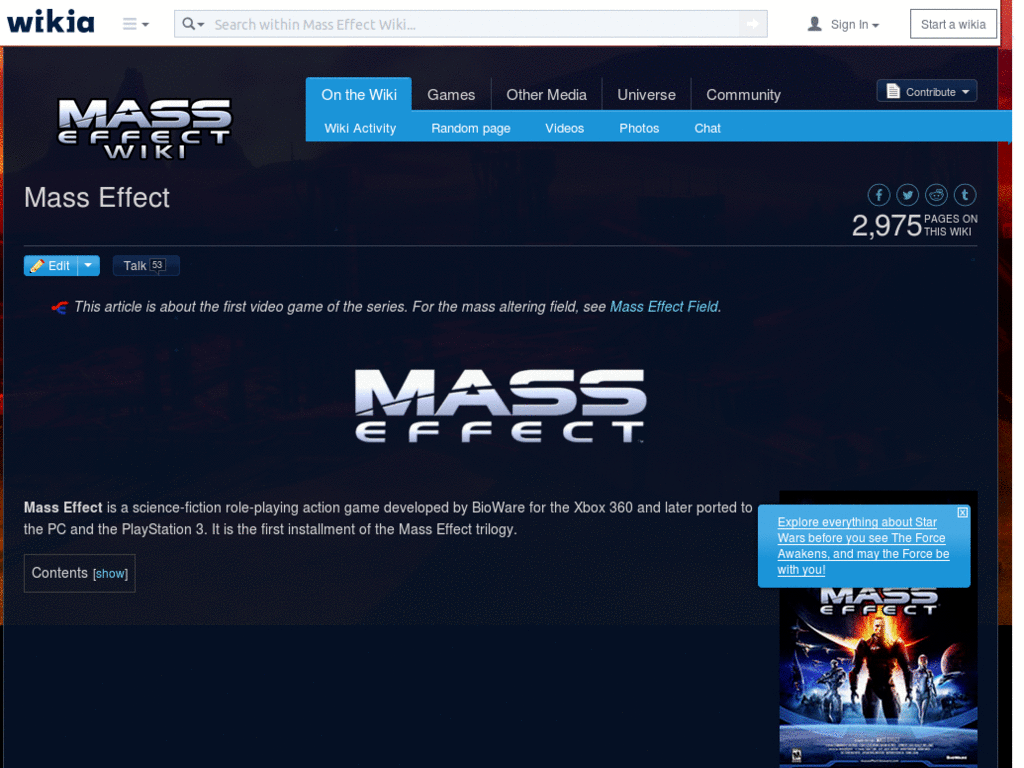 wikia
Search within Mass Effect Wiki...
Sign In
Start a wikia
MASS
EFFECT
WIKI
On the Wiki
Games
Other Media
Universe
Community
Contribute
Wiki Activity
Random page
Videos
Photos
Chat
Mass Effect
2,975 PAGES ON THIS WIKI
Edit
Talk 53
This article is about the first video game of the series. For the mass altering field, see Mass Effect Field.
MASS
EFFECT
Mass Effect is a science-fiction role-playing action game developed by BioWare for the Xbox 360 and later ported to
the PC and the PlayStation 3. It is the first installment of the Mass Effect trilogy.
Contents [show]
Explore everything about Star
Wars before you see The Force
Awakens, and may the Force be
with you!
MASS
EFFECT